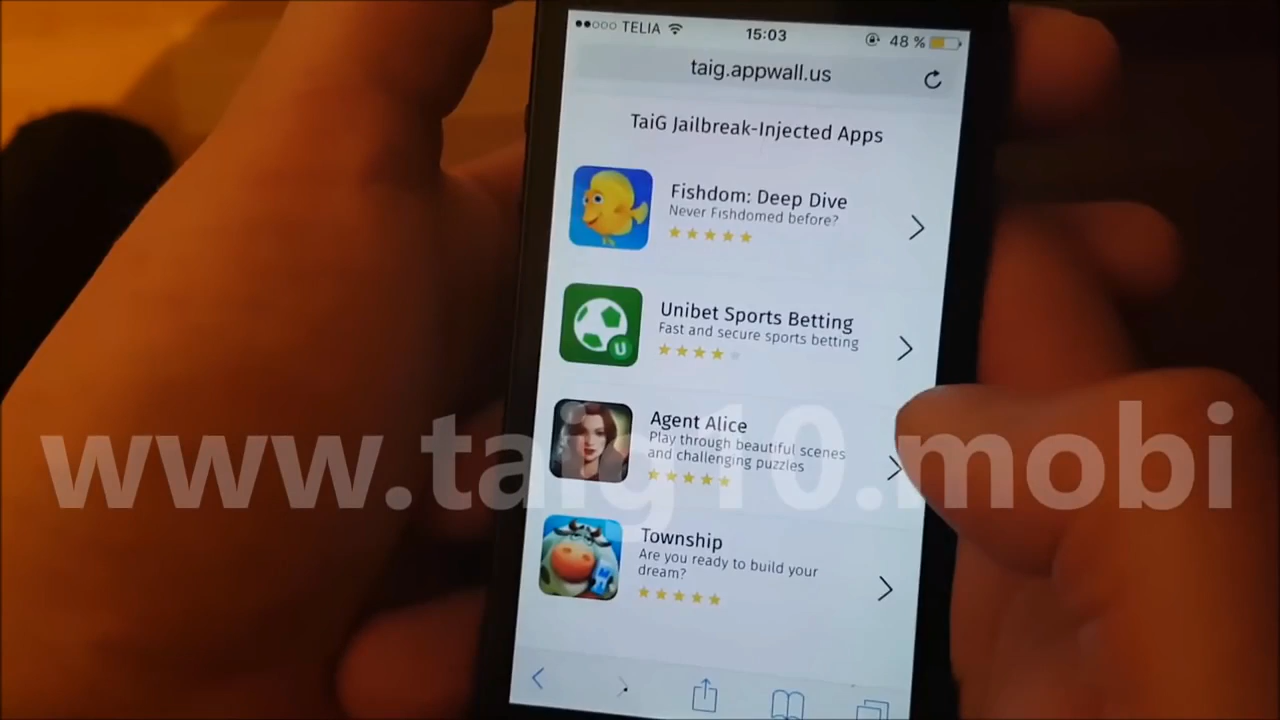 TELIA 15:03 48 %
taig.appwall.us
TaiG Jailbreak-Injected Apps
Fishdom: Deep Dive
Never Fishdomed before?
Unibet Sports Betting
Fast and secure sports betting
U
Agent Alice
Play through beautiful scenes
and challenging puzzles
www.taig10.mobi
Township
Are you ready to build your
dream?